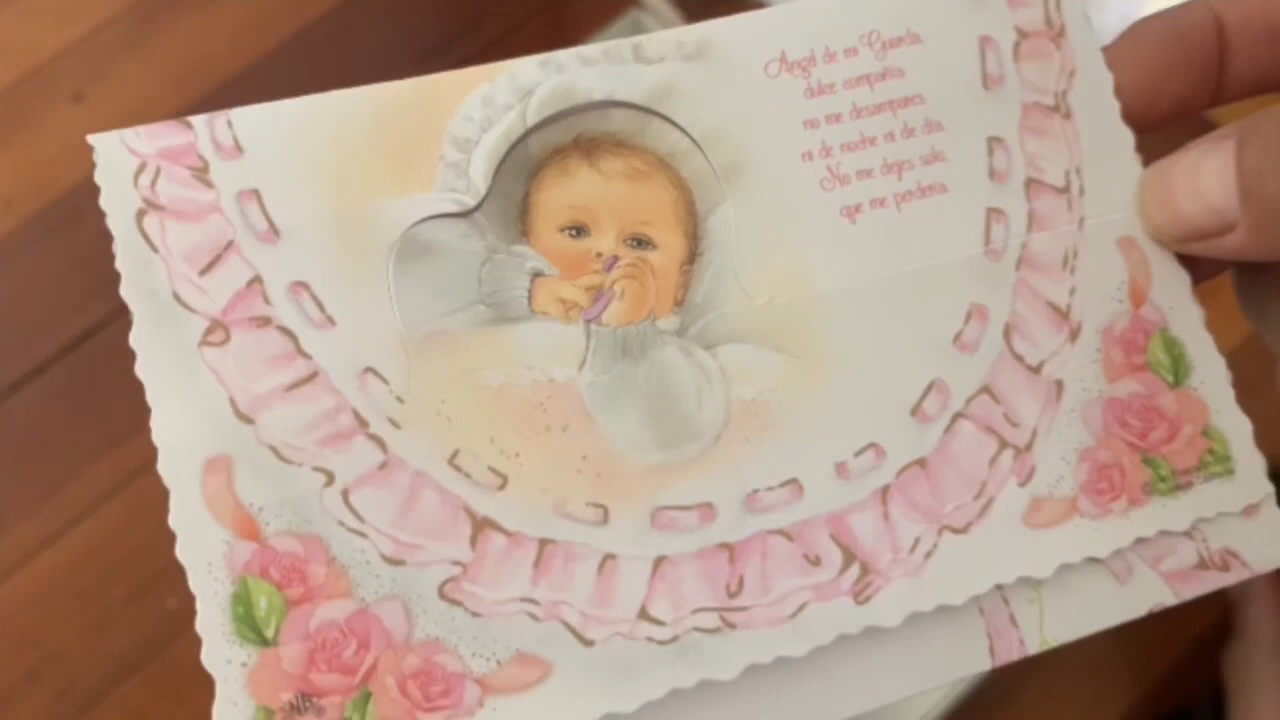 Angel de mi Guarda,
dulce compañía
no me desampares
ni de noche ni de día.
No me dejes sola,
que me perdería.